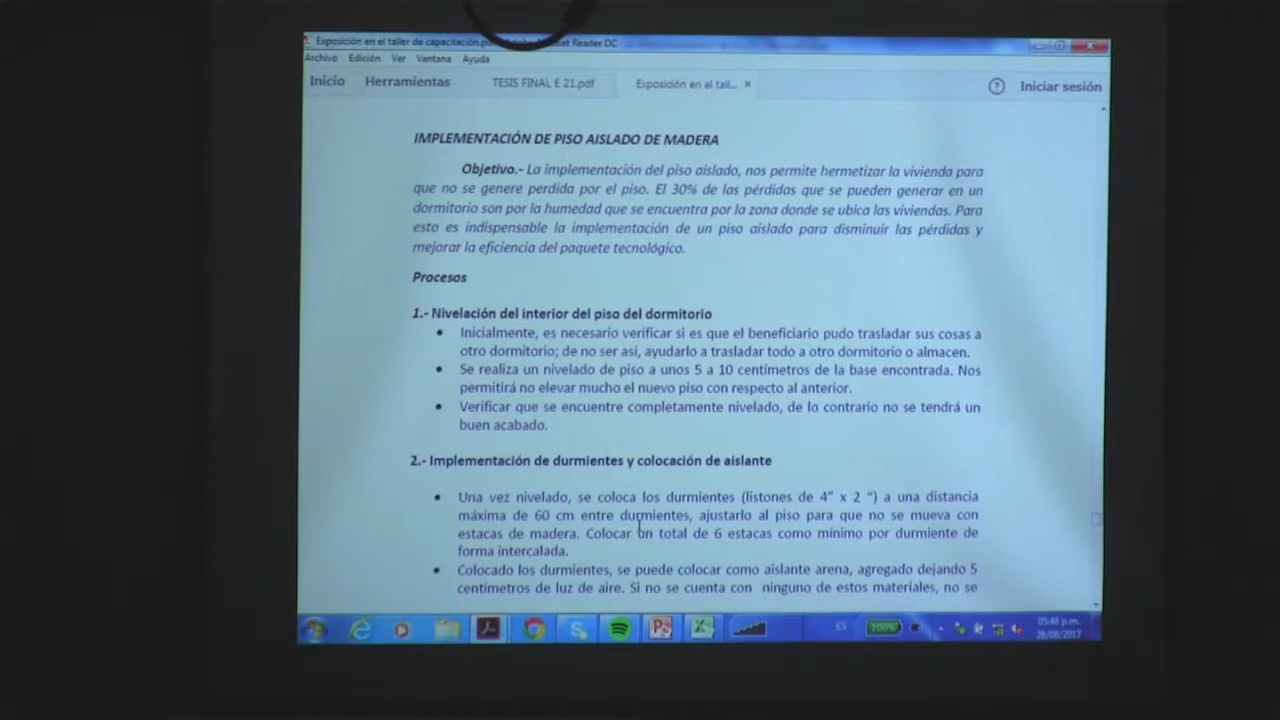 Exposición en el taller de capacitación.p
bat Reader DC
Archivo Edición Ver Ventana Ayuda
Inicio Herramientas TESIS FINAL E 21.pdf Exposición en el tall... × ? Iniciar sesión
IMPLEMENTACIÓN DE PISO AISLADO DE MADERA
Objetivo.- La implementación del piso aislado, nos permite hermetizar la vivienda para
que no se genere perdida por el piso. El 30% de las pérdidas que se pueden generar en un
dormitorio son por la humedad que se encuentra por la zona donde se ubica las viviendas. Para
esto es indispensable la implementación de un piso aislado para disminuir las pérdidas y
mejorar la eficiencia del paquete tecnológico.
Procesos
1.- Nivelación del interior del piso del dormitorio
• Inicialmente, es necesario verificar si es que el beneficiario pudo trasladar sus cosas a
otro dormitorio; de no ser así, ayudarlo a trasladar todo a otro dormitorio o almacen.
• Se realiza un nivelado de piso a unos 5 a 10 centímetros de la base encontrada. Nos
permitirá no elevar mucho el nuevo piso con respecto al anterior.
• Verificar que se encuentre completamente nivelado, de lo contrario no se tendrá un
buen acabado.
2.- Implementación de durmientes y colocación de aislante
• Una vez nivelado, se coloca los durmientes (listones de 4" x 2 ") a una distancia
máxima de 60 cm entre durmientes, ajustarlo al piso para que no se mueva con
estacas de madera. Colocar un total de 6 estacas como mínimo por durmiente de
forma intercalada.
• Colocado los durmientes, se puede colocar como aislante arena, agregado dejando 5
centímetros de luz de aire. Si no se cuenta con ninguno de estos materiales, no se
ES 100% 05:48 p.m.
28/08/2017